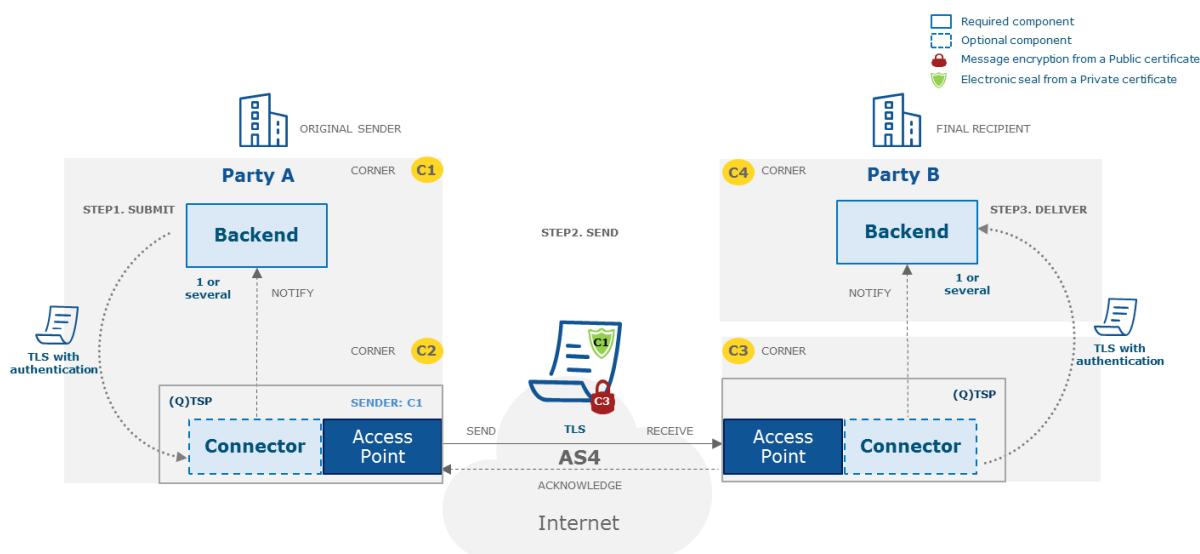 Required component
Optional component
Message encryption from a Public certificate
Electronic seal from a Private certificate
ORIGINAL SENDER
FINAL RECIPIENT
CORNER C1
Party A
STEP1. SUBMIT
Backend
1 or
several
NOTIFY
TLS with
authentication
CORNER C2
(Q)TSP
SENDER: C1
Connector
Access
Point
STEP2. SEND
C1
C3
SEND
TLS
RECEIVE
AS4
ACKNOWLEDGE
Internet
C4 CORNER
Party B
STEP3. DELIVER
Backend
1 or
several
NOTIFY
TLS with
authentication
C3 CORNER
(Q)TSP
Access
Point
Connector